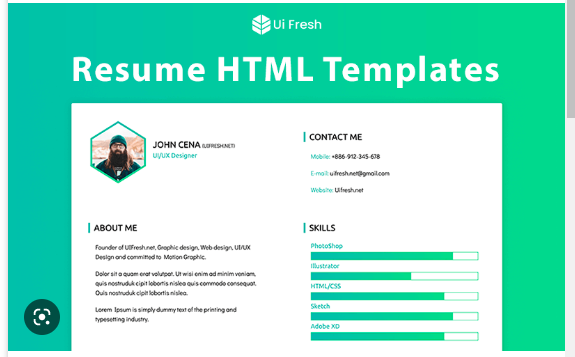 Ui Fresh
Resume HTML Templates
JOHN CENA (UIFRESH.NET)
UI/UX Designer
CONTACT ME
Mobile: +886-912-345-678
E-mail: uifresh.net@gmail.com
Website: Uifresh.net
ABOUT ME
Founder of UIFresh.net, Graphic design, Web design, UI/UX
Design and committed to Motion Graphic.
Dolor sit a quam erat volutpat. Ut wisi enim ad minim veniam,
quis nostruduk cipit lobortis nislea quis commodo consequat.
Quis nostruduk cipit lobortis nislea.
Lorem Ipsum is simply dummy text of the printing and
typesetting industry.
SKILLS
PhotoShop
Illustrator
HTML/CSS
Sketch
Adobe XD